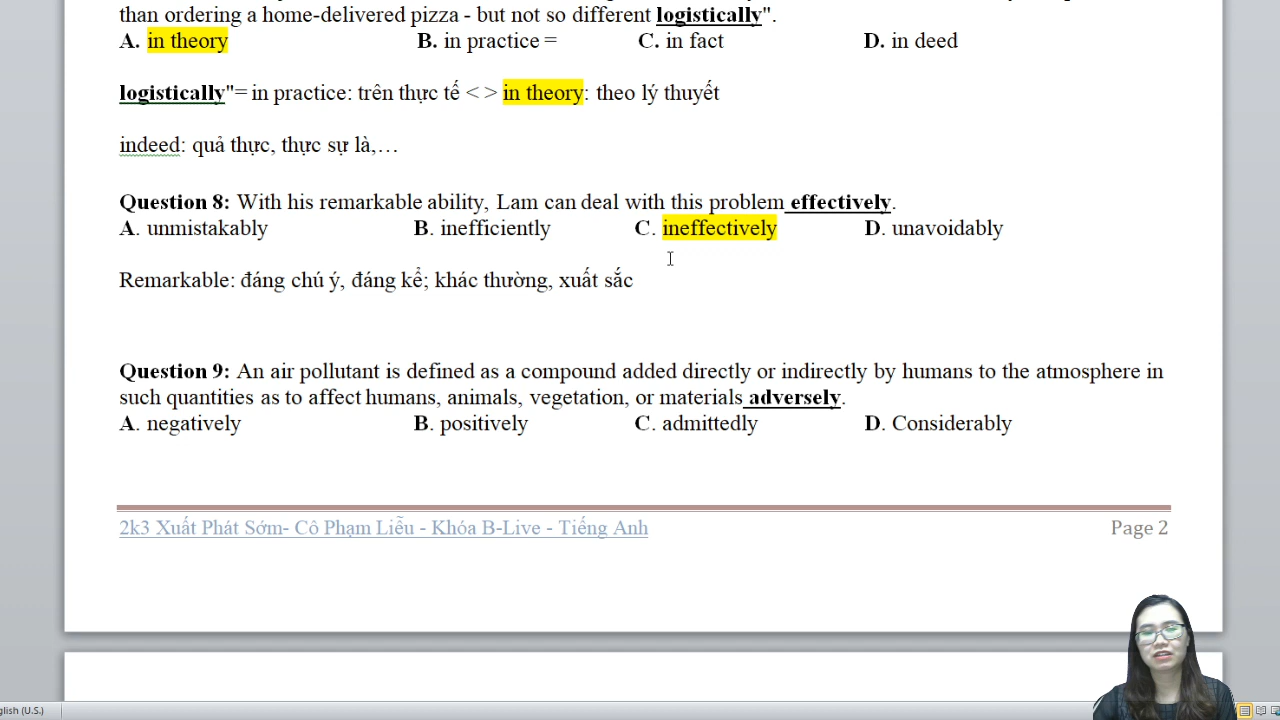 than ordering a home-delivered pizza - but not so different logistically".
A. in theory B. in practice = C. in fact D. in deed
logistically"= in practice: trên thực tế < > in theory: theo lý thuyết
indeed: quả thực, thực sự là,…
Question 8: With his remarkable ability, Lam can deal with this problem effectively.
A. unmistakably B. inefficiently C. ineffectively D. unavoidably
Remarkable: đáng chú ý, đáng kể; khác thường, xuất sắc
Question 9: An air pollutant is defined as a compound added directly or indirectly by humans to the atmosphere in
such quantities as to affect humans, animals, vegetation, or materials adversely.
A. negatively B. positively C. admittedly D. Considerably
2k3 Xuất Phát Sớm- Cô Phạm Liễu - Khóa B-Live - Tiếng Anh Page 2
glish (U.S.)